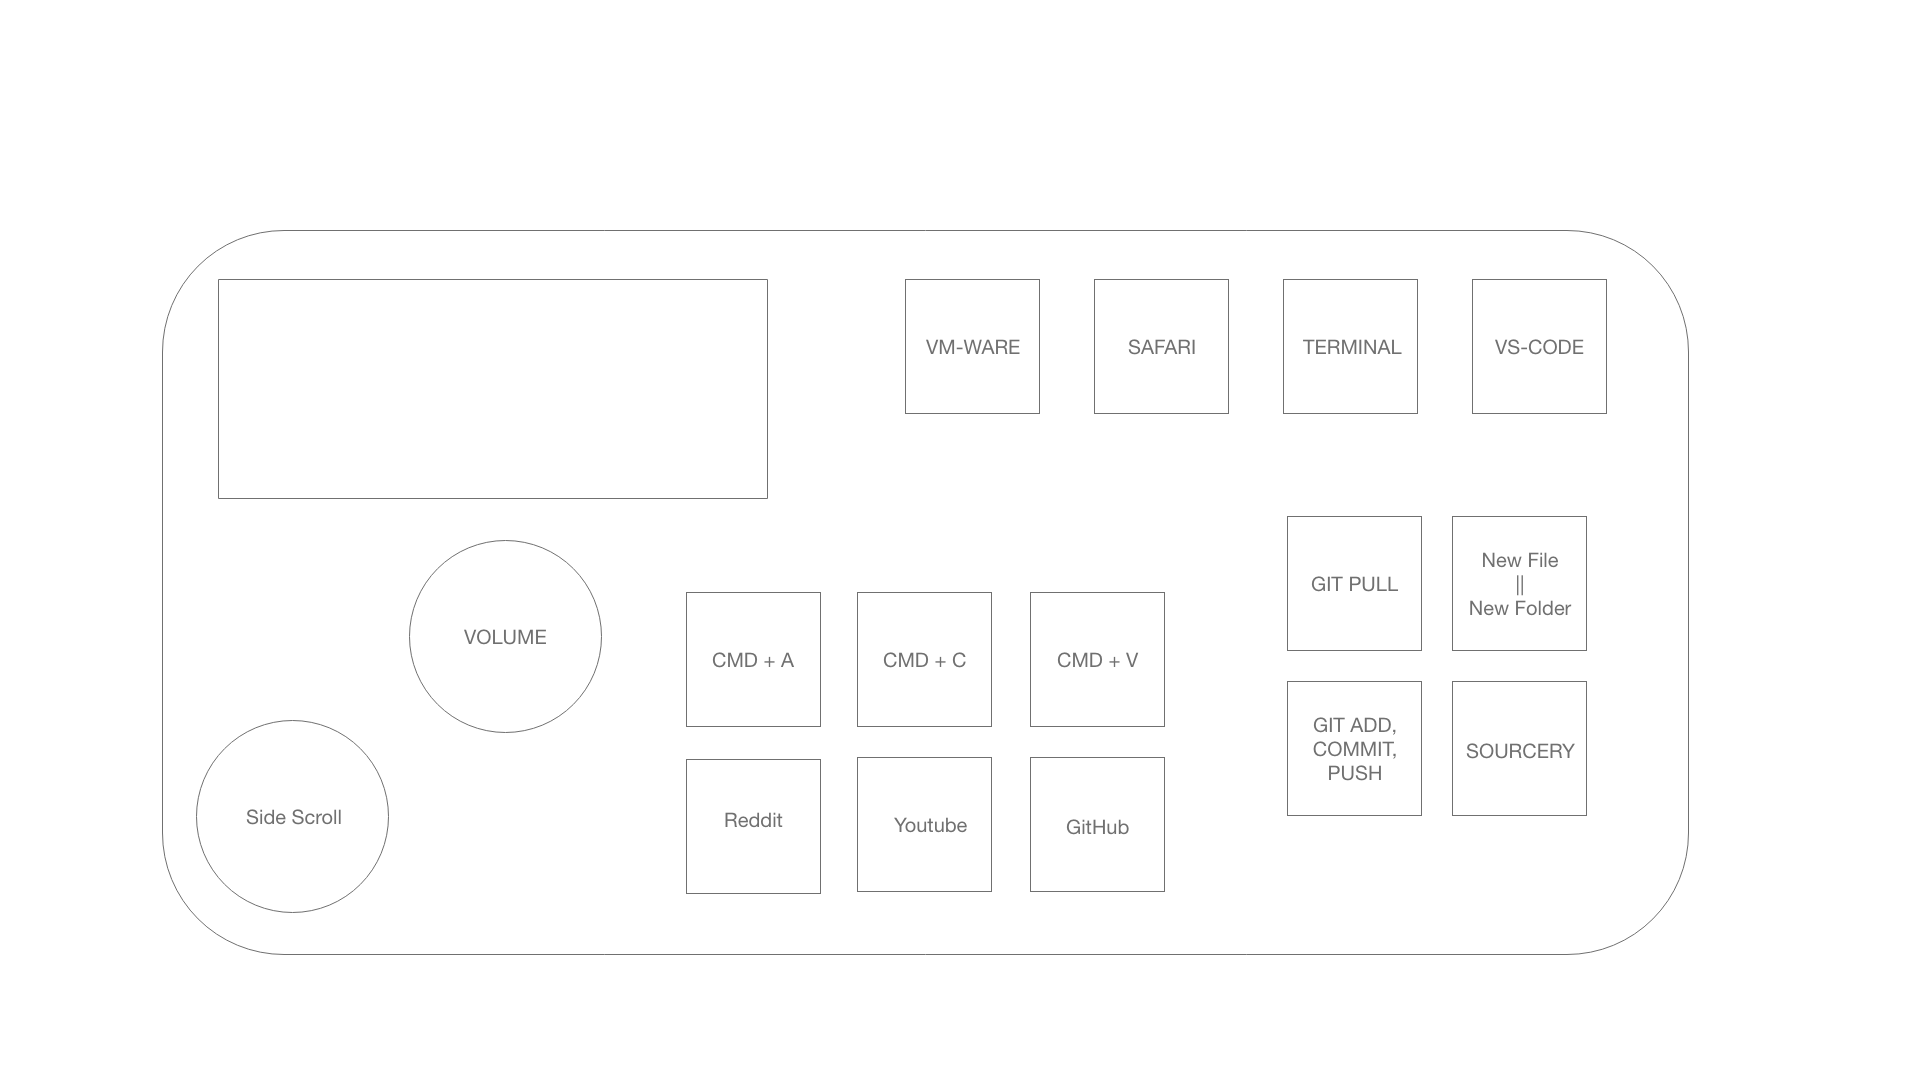 VM-WARE
SAFARI
TERMINAL
VS-CODE
VOLUME
Side Scroll
CMD + A
CMD + C
CMD + V
Reddit
Youtube
GitHub
GIT PULL
New File
||
New Folder
GIT ADD,
COMMIT,
PUSH
SOURCERY